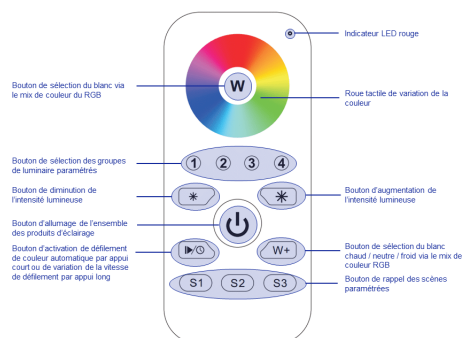 Indicateur LED rouge
W
Bouton de sélection du blanc via
le mix de couleur du RGB
Roue tactile de variation de la
couleur
Bouton de sélection des groupes
de luminaire paramétrés
1 2 3 4
Bouton de diminution de
l'intensité lumineuse
Bouton d'augmentation de
l'intensité lumineuse
Bouton d'allumage de l'ensemble
des produits d'éclairage
Bouton d'activation de défilement
de couleur automatique par appui
court ou de variation de la vitesse
de défilement par appui long
W+
Bouton de sélection du blanc
chaud / neutre / froid via le mix de
couleur RGB
S1 S2 S3
Bouton de rappel des scènes
paramétrées